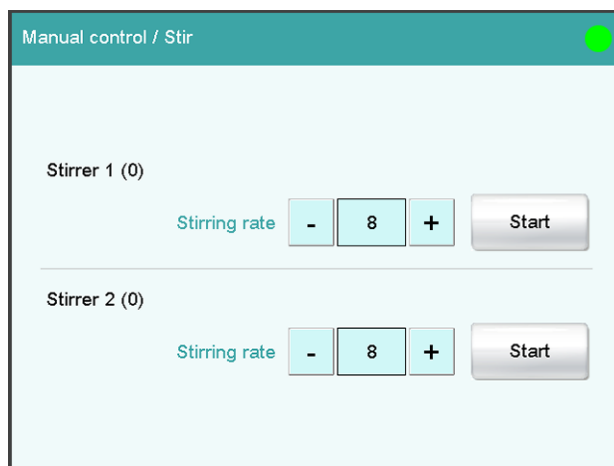 Manual control / Stir
Stirrer 1 (0)
Stirring rate - 8 + Start
Stirrer 2 (0)
Stirring rate - 8 + Start